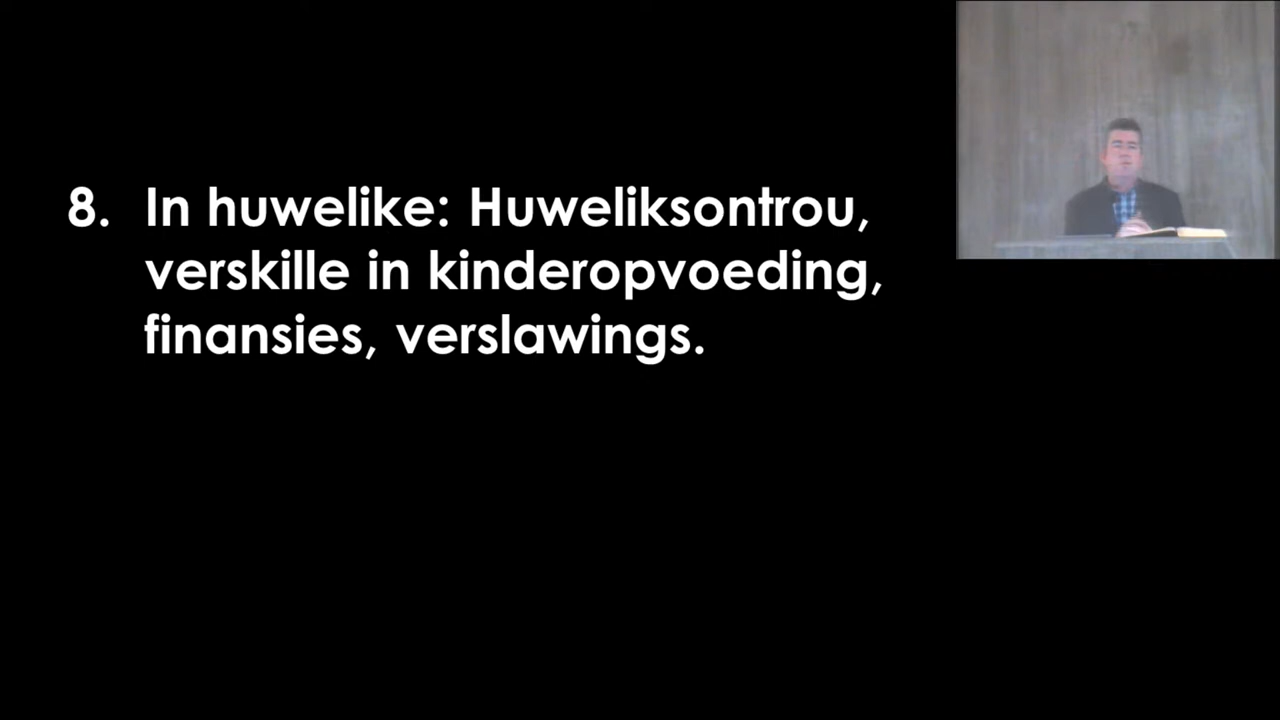 8. In huwelike: Huweliksontrou,
verskille in kinderopvoeding,
finansies, verslawings.